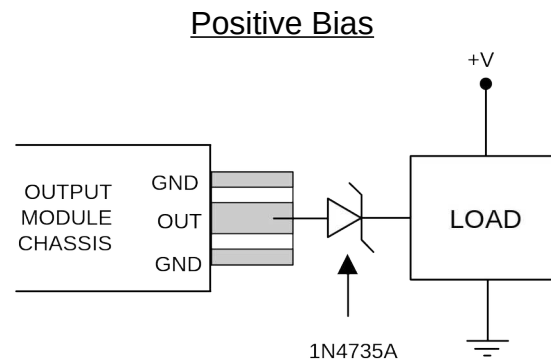 Positive Bias
+V
OUTPUT
MODULE
CHASSIS
GND
OUT
GND
LOAD
1N4735A